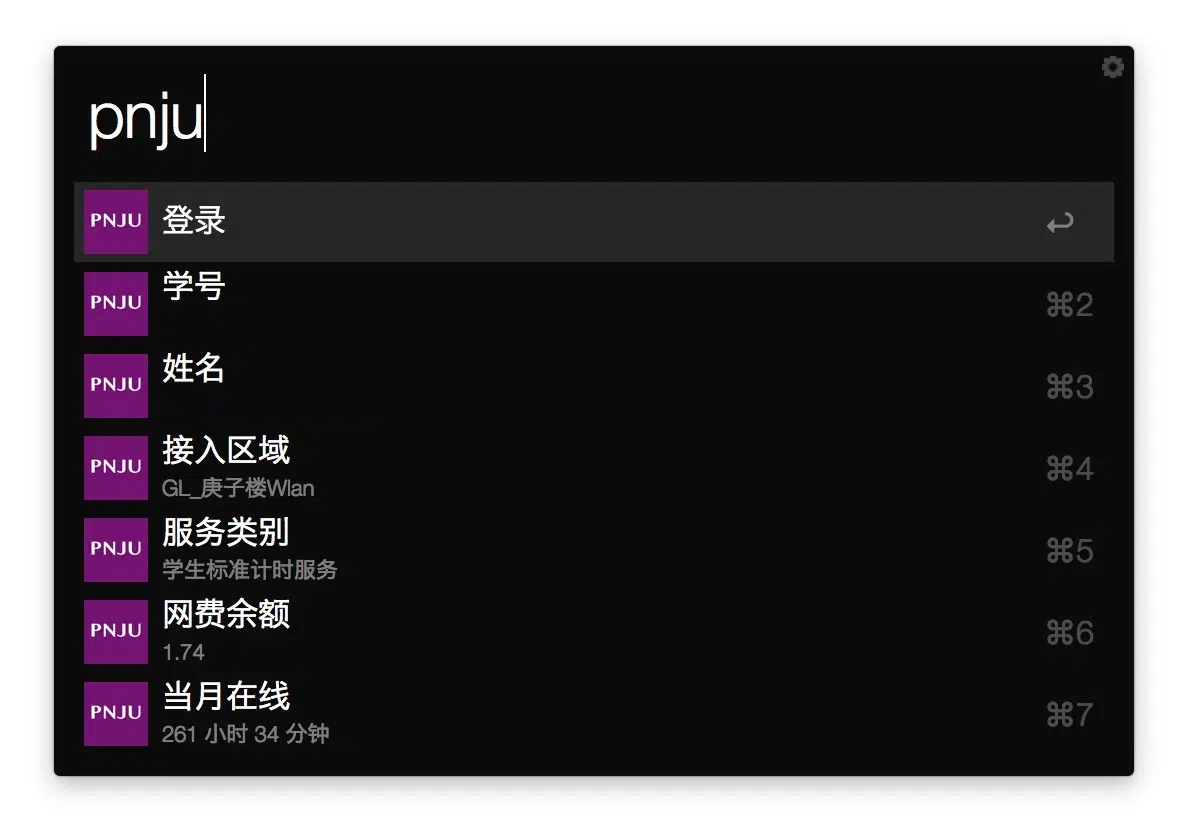 pnju
PNJU 登录
PNJU 学号 ⌘2
PNJU 姓名 ⌘3
PNJU 接入区域 ⌘4
GL_庚子楼Wlan
PNJU 服务类别 ⌘5
学生标准计时服务
PNJU 网费余额 ⌘6
1.74
PNJU 当月在线 ⌘7
261 小时 34 分钟